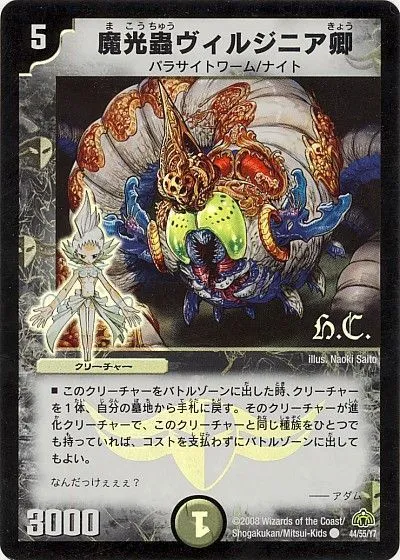 5
魔光蟲ヴィルジニア卿
まこうちゅう きょう
パラサイトワーム/ナイト
h.C.
illus. Naoki Saito
クリーチャー
■ このクリーチャーをバトルゾーンに出した時、クリーチャー
を1体、自分の墓地から手札に戻す。そのクリーチャーが進
化クリーチャーで、このクリーチャーと同じ種族をひとつで
も持っていれば、コストを支払わずにバトルゾーンに出して
もよい。
なんだっけぇぇぇ?
—— アダム
3000
1
©2008 Wizards of the Coast/
Shogakukan/Mitsui-Kids ● 44/55/Y7